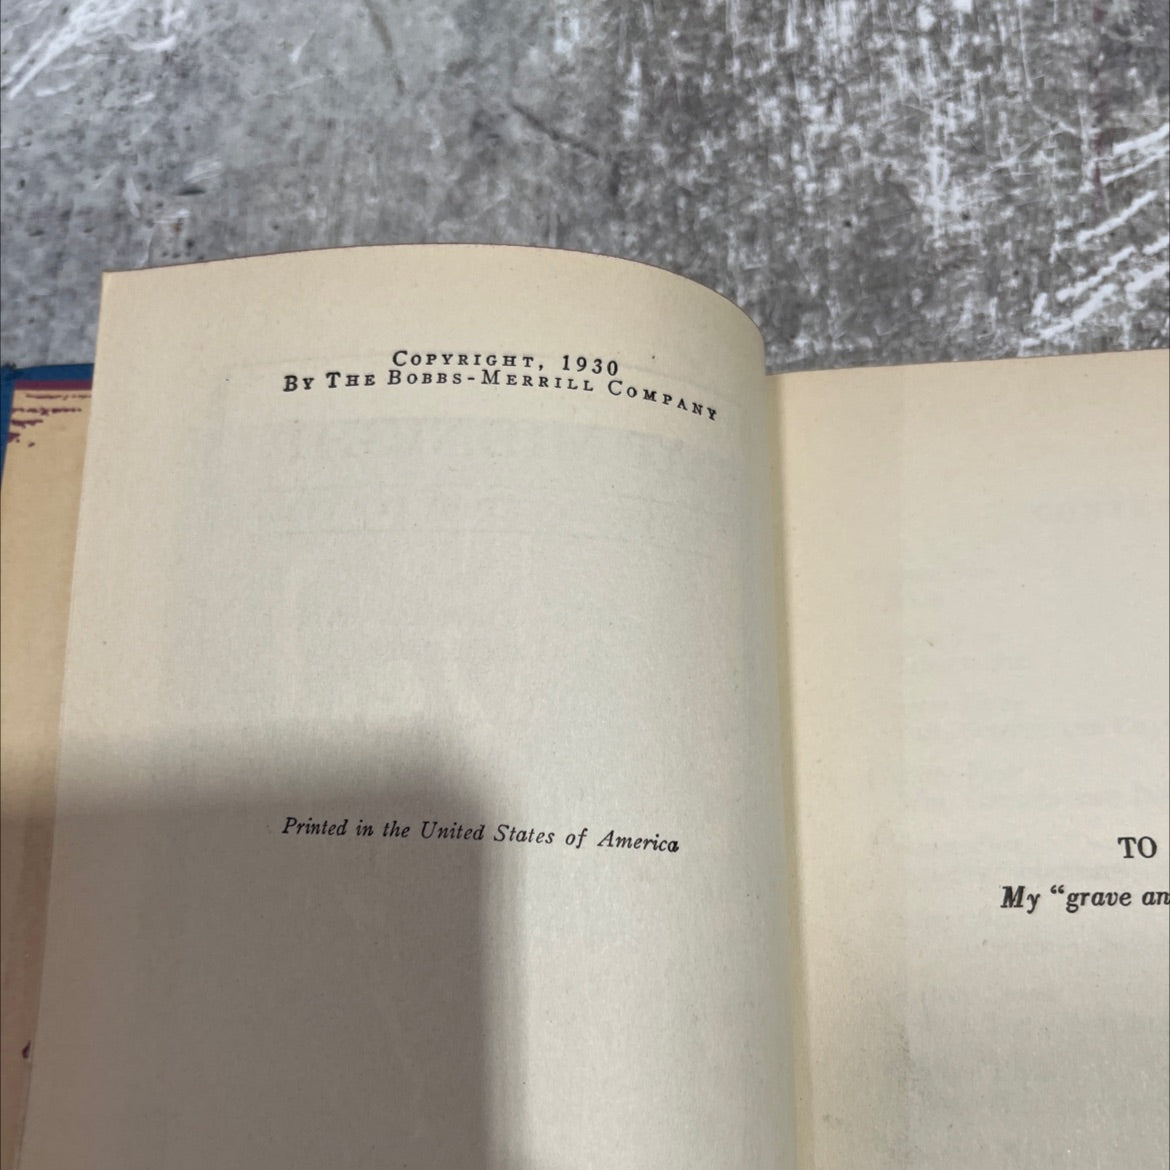 COPYRIGHT, 1930
BY THE BOBBS-MERRILL COMPANY
Printed in the United States of America
TO
My "grave an